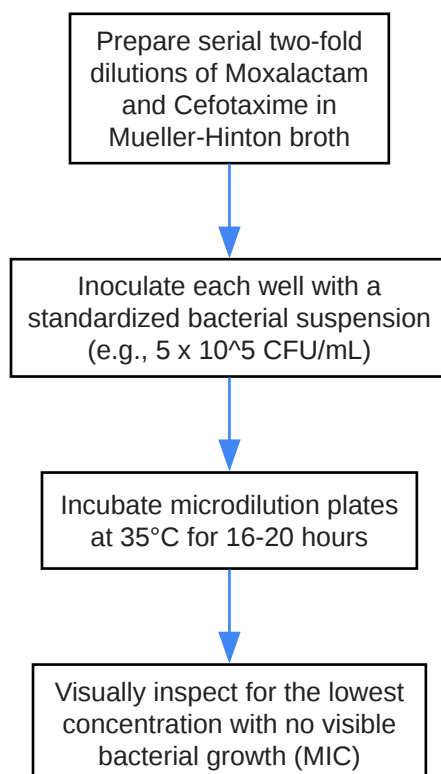 Prepare serial two-fold
dilutions of Moxalactam
and Cefotaxime in
Mueller-Hinton broth
Inoculate each well with a
standardized bacterial suspension
(e.g., 5 x 10^5 CFU/mL)
Incubate microdilution plates
at 35°C for 16-20 hours
Visually inspect for the lowest
concentration with no visible
bacterial growth (MIC)